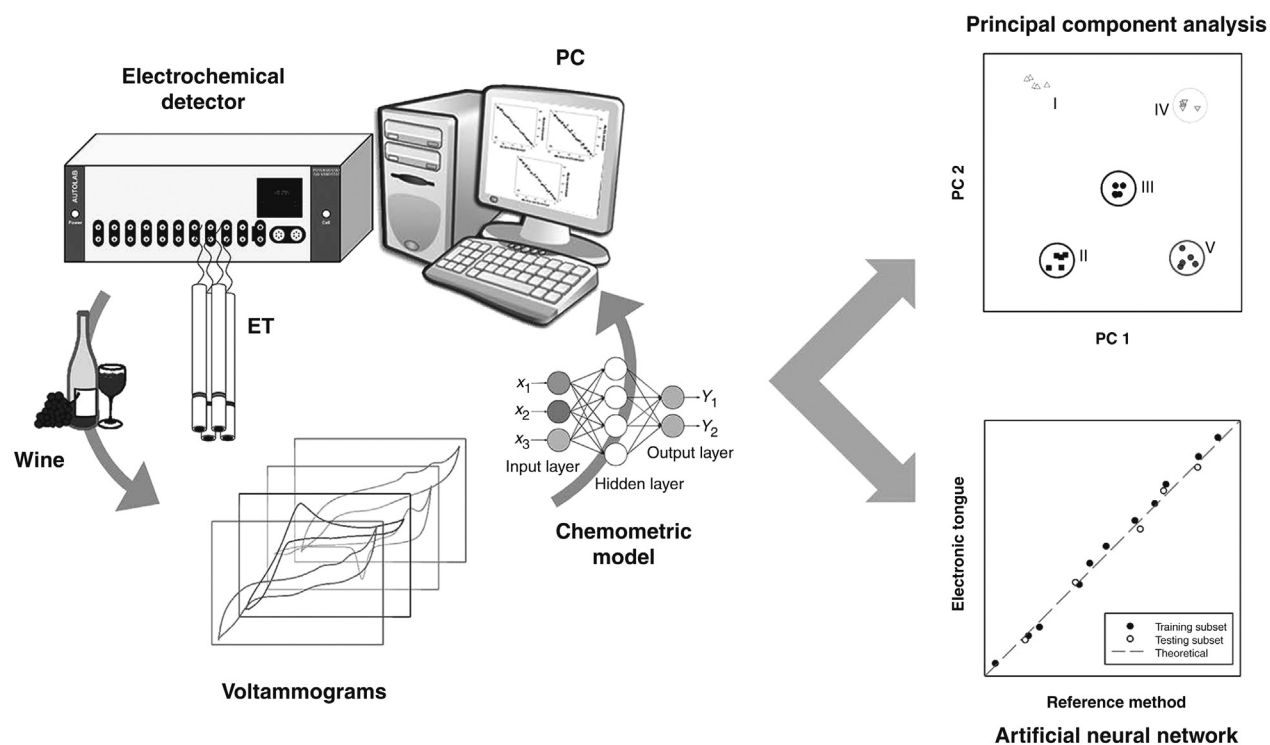 Electrochemical
detector
PC
AUTOLAB
Power
Cell
ET
Wine
Voltammograms
x1
x2
x3
Y1
Y2
Input layer
Output layer
Hidden layer
Chemometric
model
Principal component analysis
I
IV
III
II
V
PC 2
PC 1
Electronic tongue
Training subset
Testing subset
Theoretical
Reference method
Artificial neural network